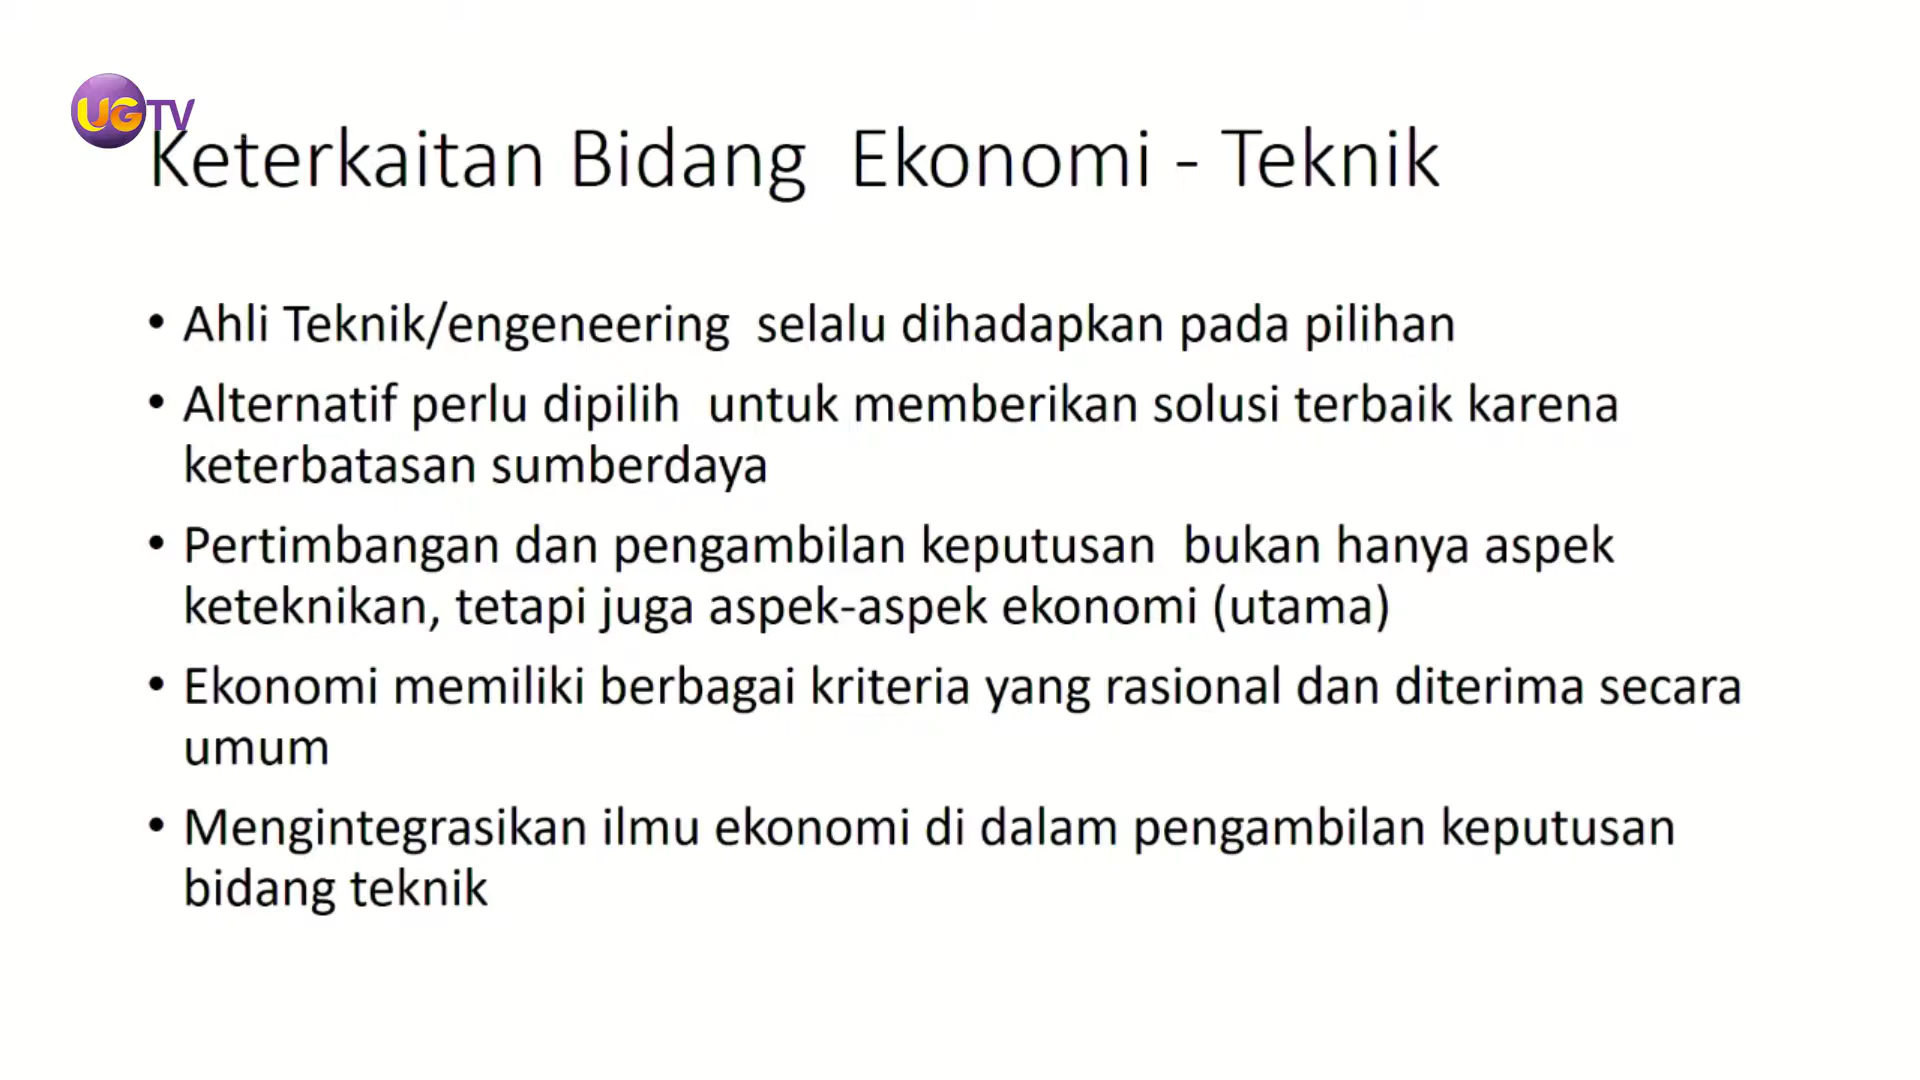 UGTV
Keterkaitan Bidang Ekonomi - Teknik
• Ahli Teknik/engeneering selalu dihadapkan pada pilihan
• Alternatif perlu dipilih untuk memberikan solusi terbaik karena
keterbatasan sumberdaya
• Pertimbangan dan pengambilan keputusan bukan hanya aspek
keteknikan, tetapi juga aspek-aspek ekonomi (utama)
• Ekonomi memiliki berbagai kriteria yang rasional dan diterima secara
umum
• Mengintegrasikan ilmu ekonomi di dalam pengambilan keputusan
bidang teknik